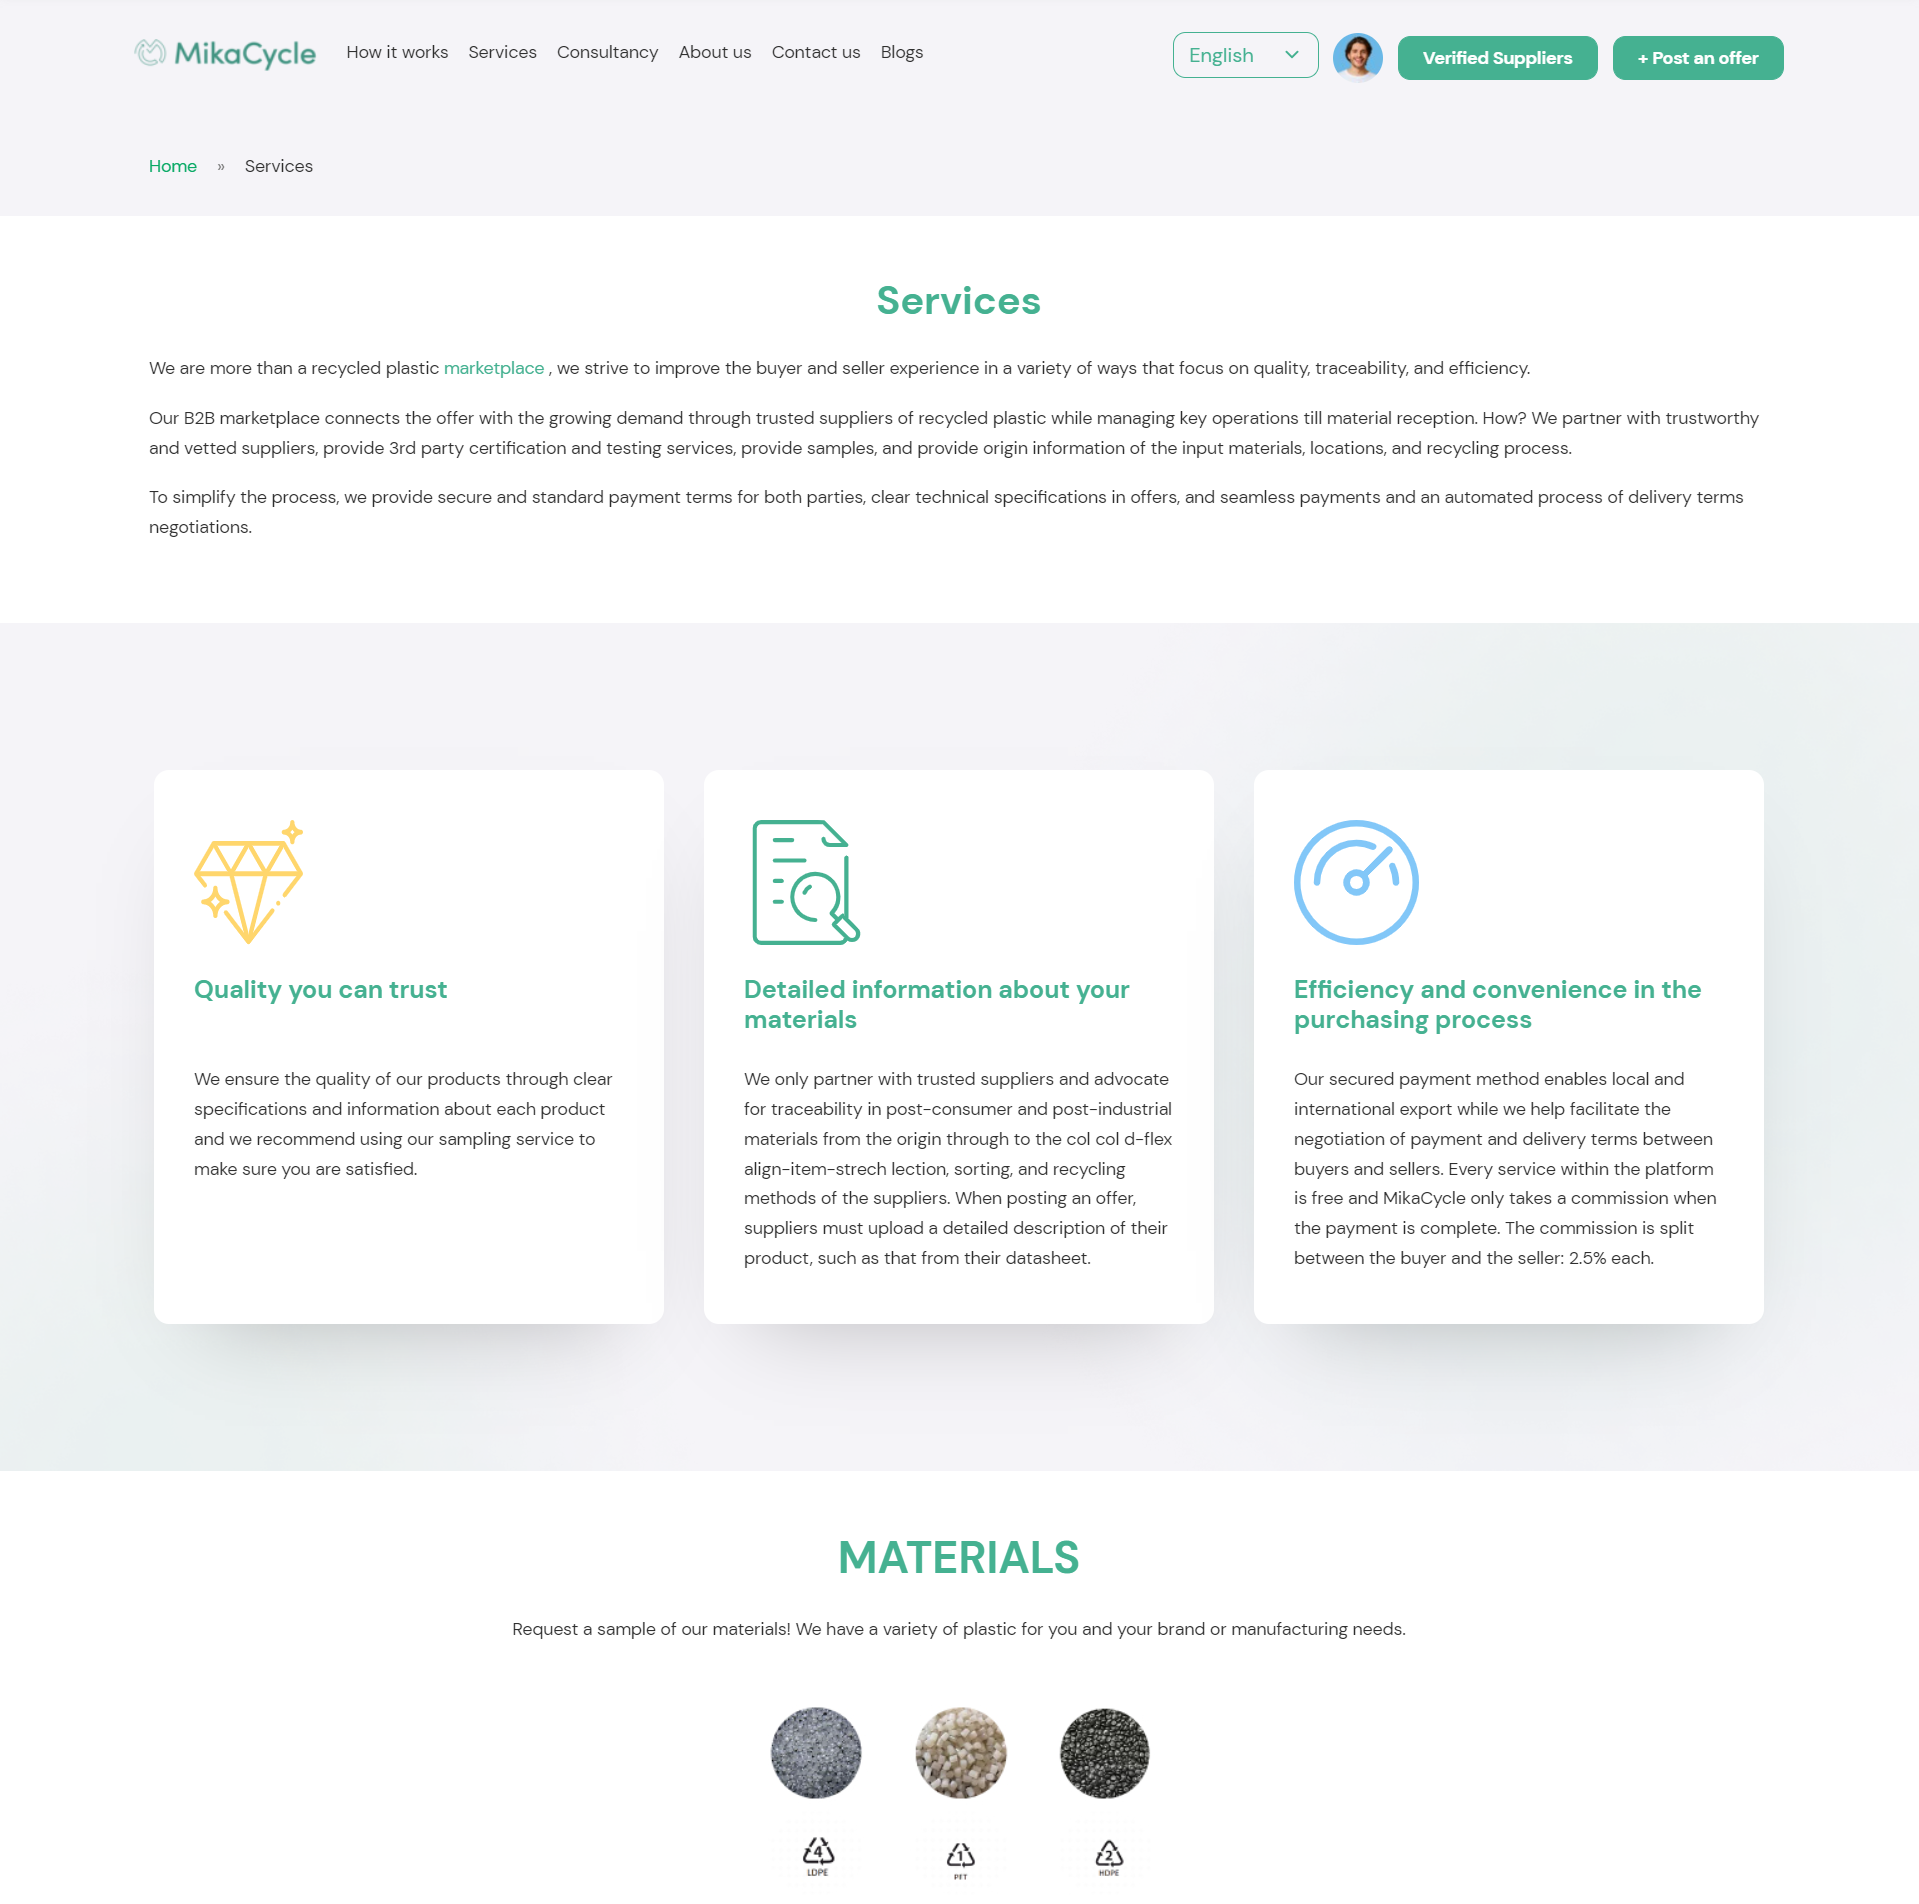 MikaCycle How it works Services Consultancy About us Contact us Blogs English Verified Suppliers + Post an offer
Home » Services
Services
We are more than a recycled plastic marketplace , we strive to improve the buyer and seller experience in a variety of ways that focus on quality, traceability, and efficiency.
Our B2B marketplace connects the offer with the growing demand through trusted suppliers of recycled plastic while managing key operations till material reception. How? We partner with trustworthy
and vetted suppliers, provide 3rd party certification and testing services, provide samples, and provide origin information of the input materials, locations, and recycling process.
To simplify the process, we provide secure and standard payment terms for both parties, clear technical specifications in offers, and seamless payments and an automated process of delivery terms
negotiations.
Quality you can trust
We ensure the quality of our products through clear
specifications and information about each product
and we recommend using our sampling service to
make sure you are satisfied.
Detailed information about your
materials
We only partner with trusted suppliers and advocate
for traceability in post-consumer and post-industrial
materials from the origin through to the col col d-flex
align-item-strech lection, sorting, and recycling
methods of the suppliers. When posting an offer,
suppliers must upload a detailed description of their
product, such as that from their datasheet.
Efficiency and convenience in the
purchasing process
Our secured payment method enables local and
international export while we help facilitate the
negotiation of payment and delivery terms between
buyers and sellers. Every service within the platform
is free and MikaCycle only takes a commission when
the payment is complete. The commission is split
between the buyer and the seller: 2.5% each.
MATERIALS
Request a sample of our materials! We have a variety of plastic for you and your brand or manufacturing needs.
4 1 2
LDPE PET HDPE